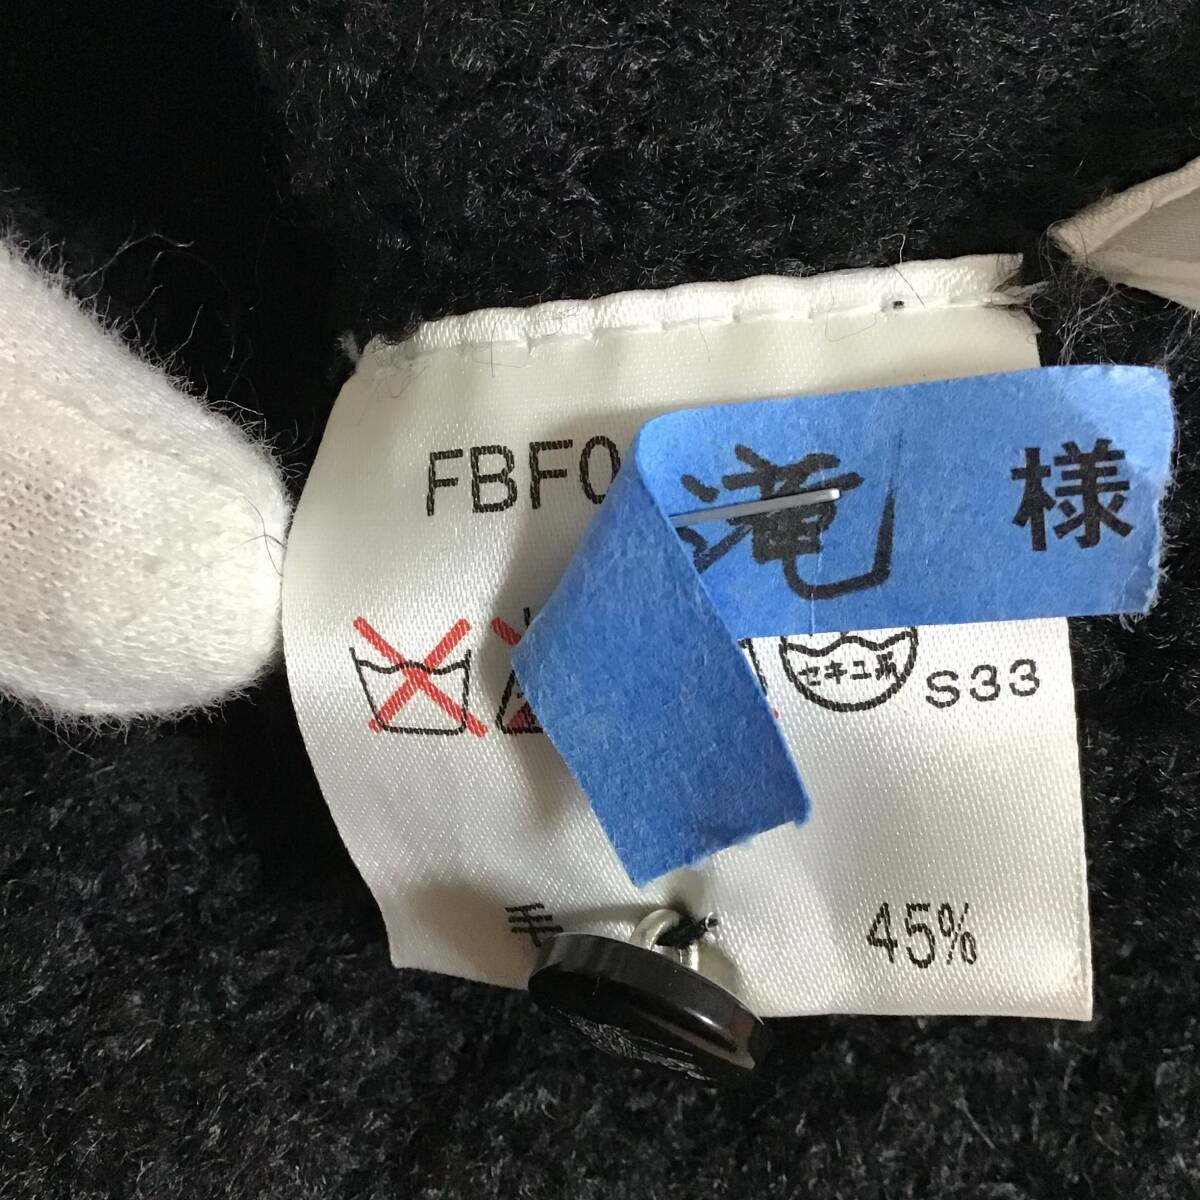 FBF0
滝 様
セキユ系
S33
毛 45%